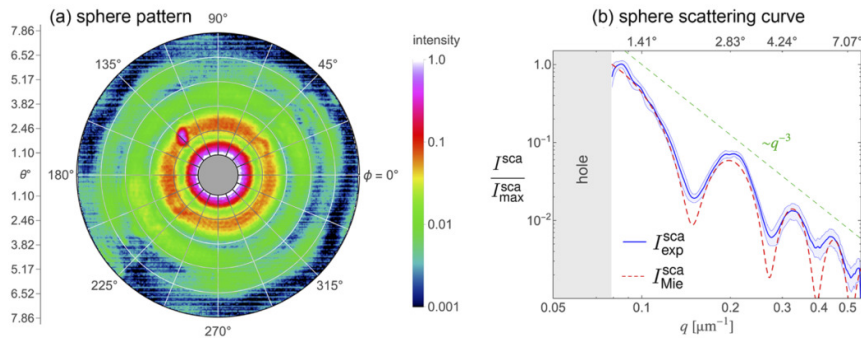 (a) sphere pattern
7.86
6.52
5.17
3.82
2.46
1.10
θ°
1.10
2.46
3.82
5.17
6.52
7.86
90°
45°
ϕ = 0°
315°
270°
225°
180°
intensity
1.0
0.1
0.01
0.001
(b) sphere scattering curve
1.41° 2.83° 4.24° 7.07°
1.0
10⁻¹
10⁻²
I^sca
I^sca_max
hole
~q⁻³
I^sca_exp
I^sca_Mie
0.05 0.1 0.2 0.3 0.4 0.5
q [μm⁻¹]